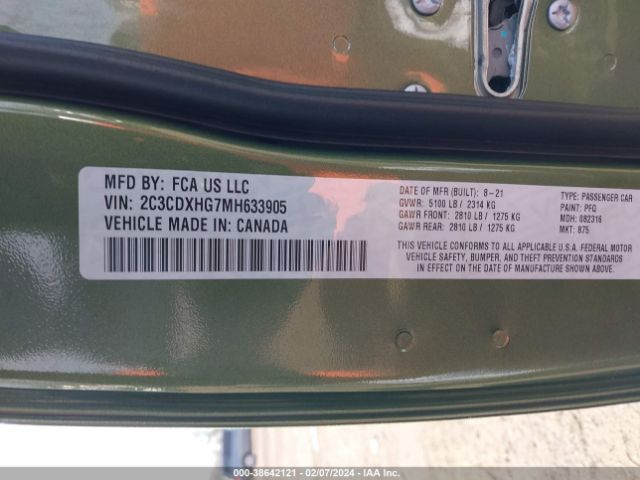 MFD BY: FCA US LLC
VIN: 2C3CDXHG7MH633905
VEHICLE MADE IN: CANADA
DATE OF MFR (BUILT): 8-21
GVWR: 5100 LB / 2314 KG
GAWR FRONT: 2810 LB / 1275 KG
GAWR REAR: 2810 LB / 1275 KG
TYPE: PASSENGER CAR
PAINT: PFQ
MDH: 082316
MKT: 875
THIS VEHICLE CONFORMS TO ALL APPLICABLE U.S.A. FEDERAL MOTOR
VEHICLE SAFETY, BUMPER, AND THEFT PREVENTION STANDARDS
IN EFFECT ON THE DATE OF MANUFACTURE SHOWN ABOVE.
000-38642121 - 02/07/2024 - IAA Inc.